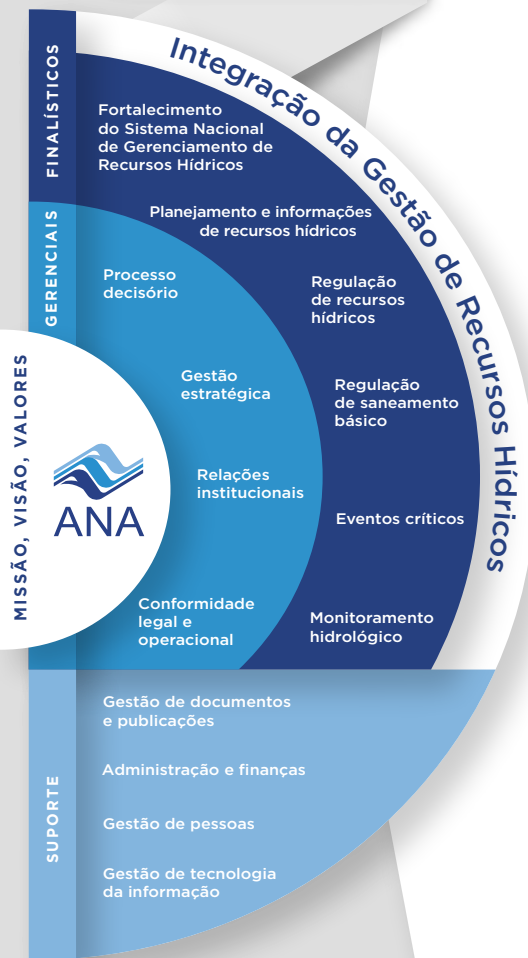 Integração da Gestão de Recursos Hídricos
FINALÍSTICOS
Fortalecimento
do Sistema Nacional
de Gerenciamento de
Recursos Hídricos
Planejamento e informações
de recursos hídricos
Regulação
de recursos
hídricos
Regulação
de saneamento
básico
Eventos críticos
Monitoramento
hidrológico
GERENCIAIS
Processo
decisório
Gestão
estratégica
Relações
institucionais
Conformidade
legal e
operacional
MISSÃO, VISÃO, VALORES
ANA
SUPORTE
Gestão de documentos
e publicações
Administração e finanças
Gestão de pessoas
Gestão de tecnologia
da informação